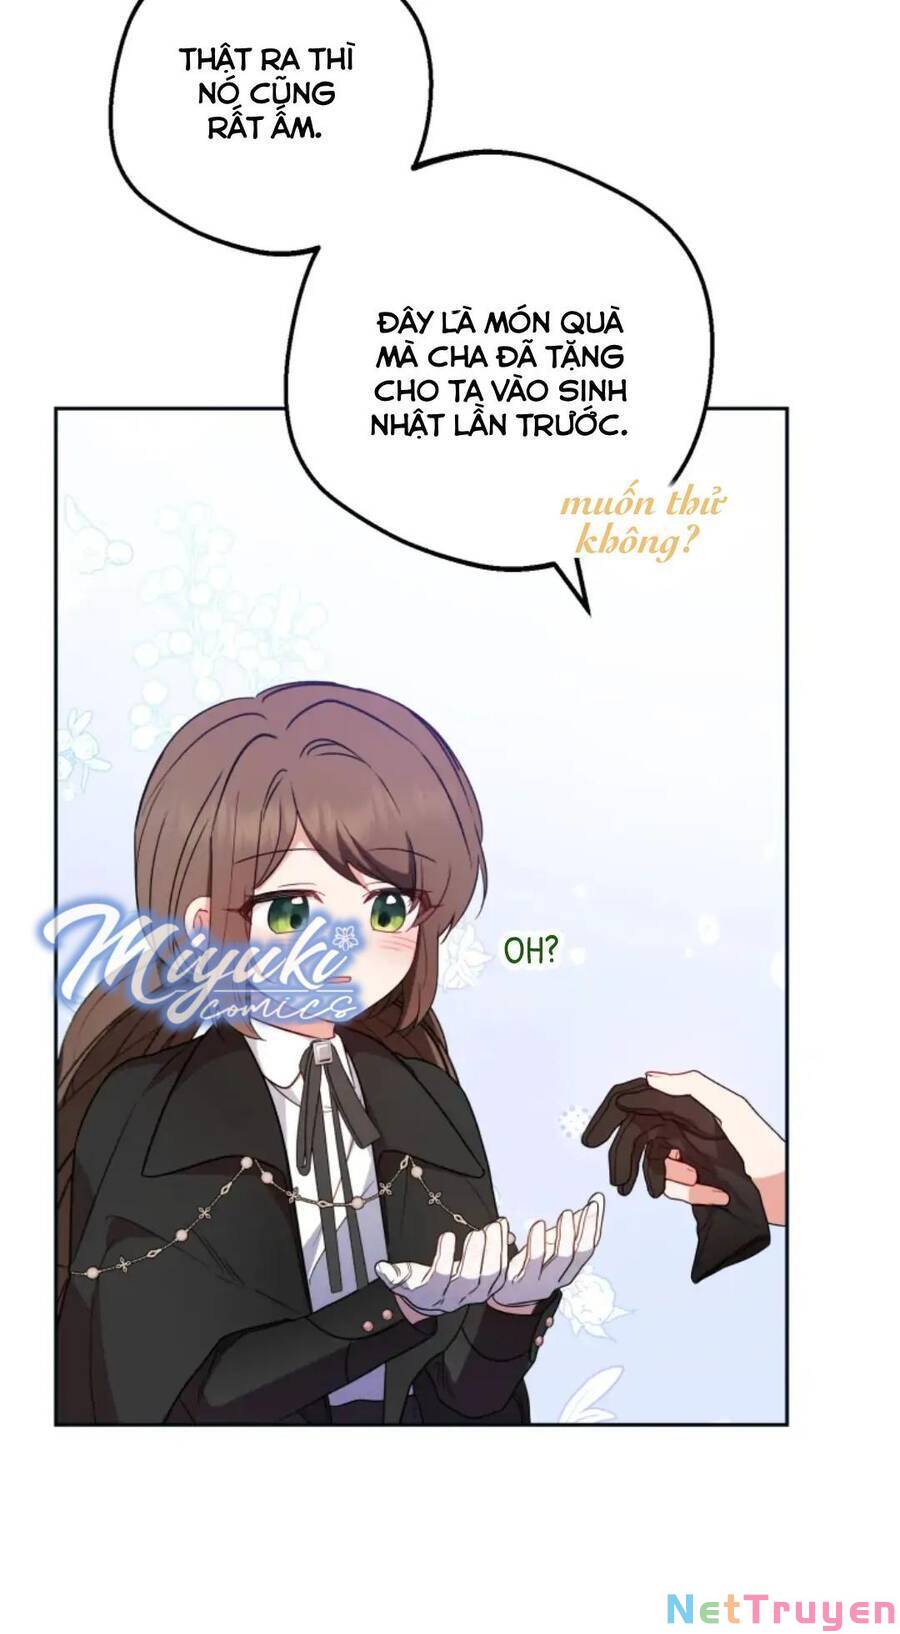 THẬT RA THÌ
NÓ CŨNG
RẤT ẤM.
ĐÂY LÀ MÓN QUÀ
MÀ CHA ĐÃ TẶNG
CHO TA VÀO SINH
NHẬT LẦN TRƯỚC.
muốn thử
không?
OH?
Miyuki
comics
NetTruyen